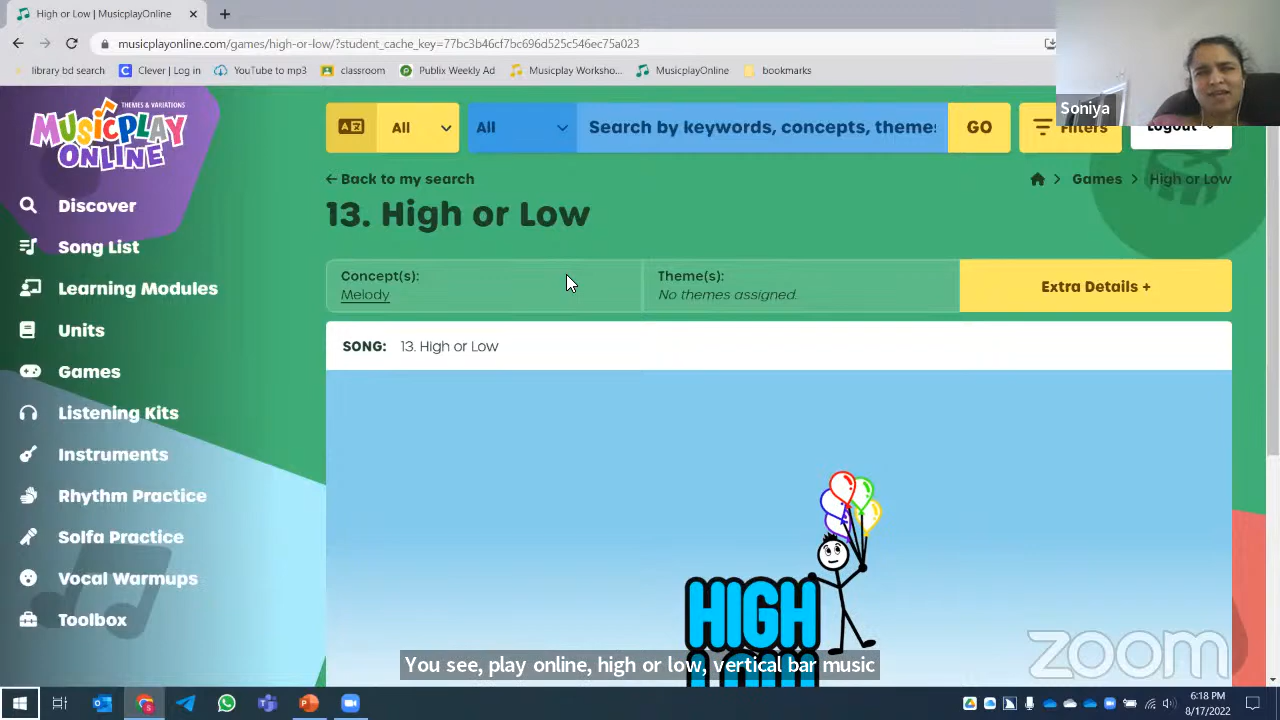 High or Low | MusicplayOnline
musicplayonline.com/games/high-or-low/?student_cache_key=77bc3b46cf7bc696d525c546ec75a023
library bd search
Clever | Log in
YouTube to mp3
classroom
Publix Weekly Ad
Musicplay Worksho...
MusicplayOnline
bookmarks
Soniya
THEMES & VARIATIONS
MUSICPLAY
ONLINE
All
All
Search by keywords, concepts, theme
GO
Filters
Logout
Back to my search
Games > High or Low
13. High or Low
Concept(s):
Melody
Theme(s):
No themes assigned.
Extra Details +
SONG: 13. High or Low
Discover
Song List
Learning Modules
Units
Games
Listening Kits
Instruments
Rhythm Practice
Solfa Practice
Vocal Warmups
Toolbox
HIGH
LOW
You see, play online, high or low, vertical bar music
zoom
6:18 PM
8/17/2022